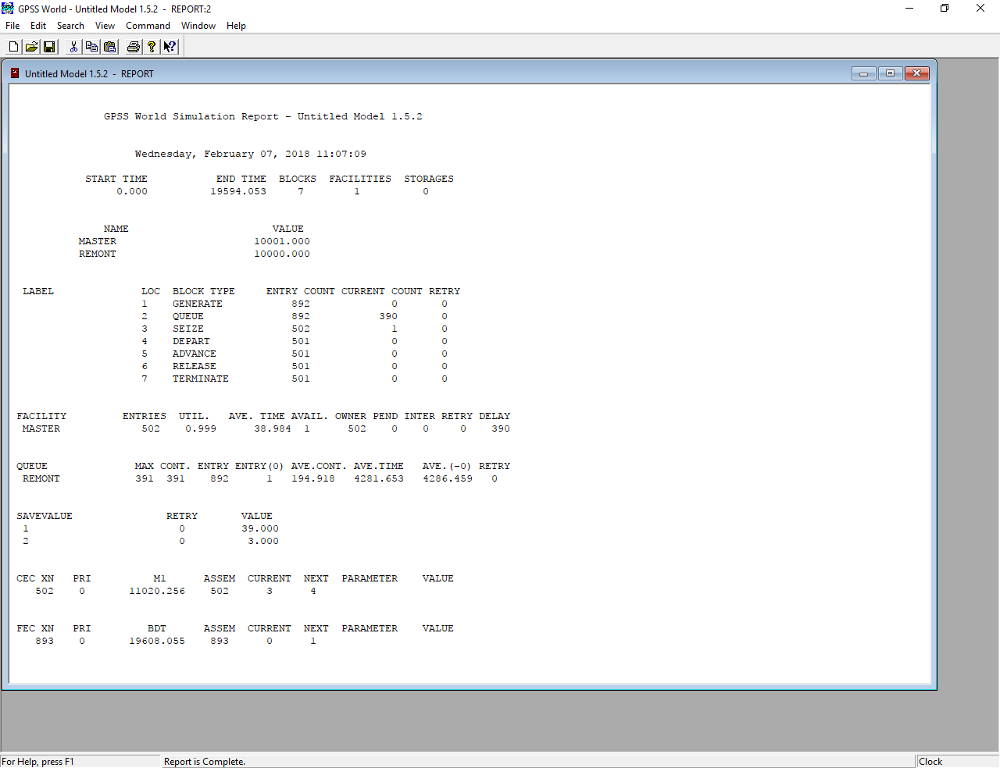 GPSS World - Untitled Model 1.5.2 - REPORT:2
File Edit Search View Command Window Help
Untitled Model 1.5.2 - REPORT
GPSS World Simulation Report - Untitled Model 1.5.2
Wednesday, February 07, 2018 11:07:09
START TIME END TIME BLOCKS FACILITIES STORAGES
0.000 19594.053 7 1 0
NAME VALUE
MASTER 10001.000
REMONT 10000.000
LABEL LOC BLOCK TYPE ENTRY COUNT CURRENT COUNT RETRY
1 GENERATE 892 0 0
2 QUEUE 892 390 0
3 SEIZE 502 1 0
4 DEPART 501 0 0
5 ADVANCE 501 0 0
6 RELEASE 501 0 0
7 TERMINATE 501 0 0
FACILITY ENTRIES UTIL. AVE. TIME AVAIL. OWNER PEND INTER RETRY DELAY
MASTER 502 0.999 38.984 1 502 0 0 0 390
QUEUE MAX CONT. ENTRY ENTRY(0) AVE.CONT. AVE.TIME AVE.(-0) RETRY
REMONT 391 391 892 1 194.918 4281.653 4286.459 0
SAVEVALUE RETRY VALUE
1 0 39.000
2 0 3.000
CEC XN PRI M1 ASSEM CURRENT NEXT PARAMETER VALUE
502 0 11020.256 502 3 4
FEC XN PRI BDT ASSEM CURRENT NEXT PARAMETER VALUE
893 0 19608.055 893 0 1
For Help, press F1 Report is Complete. Clock